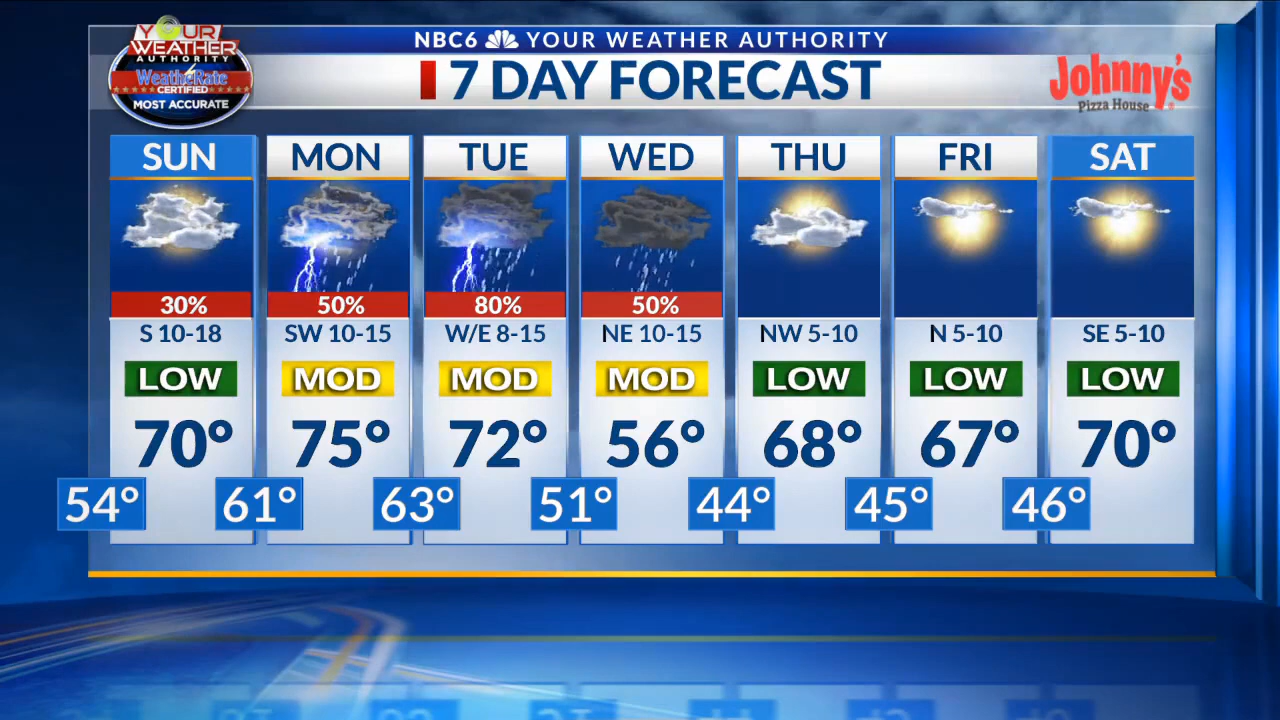 YOUR
WEATHER
AUTHORITY
WeatheRate
CERTIFIED
MOST ACCURATE
NBC6 YOUR WEATHER AUTHORITY
7 DAY FORECAST
Johnny's
Pizza House
SUN MON TUE WED THU FRI SAT
30% 50% 80% 50%
S 10-18 SW 10-15 W/E 8-15 NE 10-15 NW 5-10 N 5-10 SE 5-10
LOW MOD MOD MOD LOW LOW LOW
70° 75° 72° 56° 68° 67° 70°
54° 61° 63° 51° 44° 45° 46°